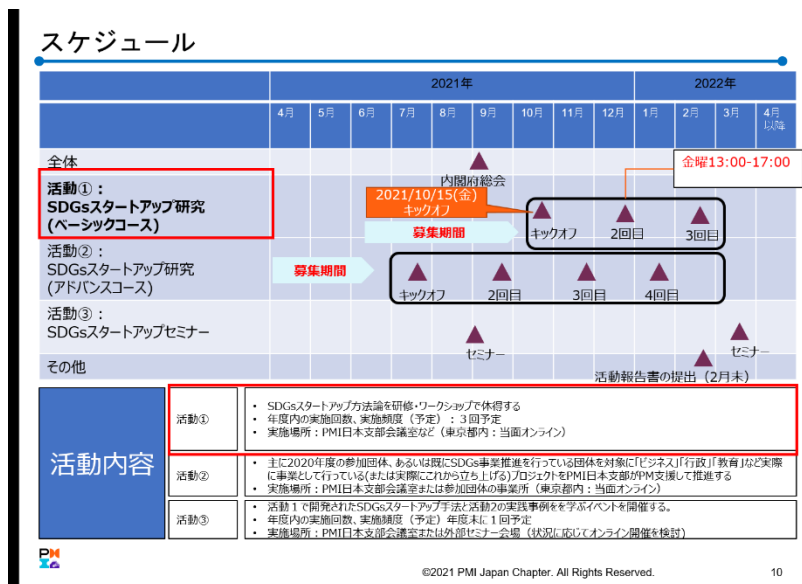 スケジュール
2021年
2022年
4月 5月 6月 7月 8月 9月 10月 11月 12月 1月 2月 3月 4月以降
全体
内閣府総会
金曜13:00-17:00
活動①：
SDGsスタートアップ研究
(ベーシックコース)
2021/10/15(金)
キックオフ
募集期間
キックオフ 2回目 3回目
活動②：
SDGsスタートアップ研究
(アドバンスコース)
募集期間
キックオフ 2回目 3回目 4回目
活動③：
SDGsスタートアップセミナー
セミナー
セミナー
その他
活動報告書の提出（2月末）
活動内容
活動①
• SDGsスタートアップ方法論を研修・ワークショップで体得する
• 年度内の実施回数、実施頻度（予定）：３回予定
• 実施場所：PMI日本支部会議室など（東京都内：当面オンライン）
活動②
• 主に2020年度の参加団体、あるいは既にSDGs事業推進を行っている団体を対象に「ビジネス」「行政」「教育」など実際
に事業として行っている(または実際にこれから立ち上げる)プロジェクトをPMI日本支部がPM支援して推進する
• 実施場所：PMI日本支部会議室または参加団体の事業所（東京都内：当面オンライン）
活動③
• 活動１で開発されたSDGsスタートアップ手法と活動2の実践事例をを学ぶイベントを開催する。
• 年度内の実施回数、実施頻度（予定）年度末に１回予定
• 実施場所：PMI日本支部会議室または外部セミナー会場（状況に応じてオンライン開催を検討）
©2021 PMI Japan Chapter. All Rights Reserved.
10